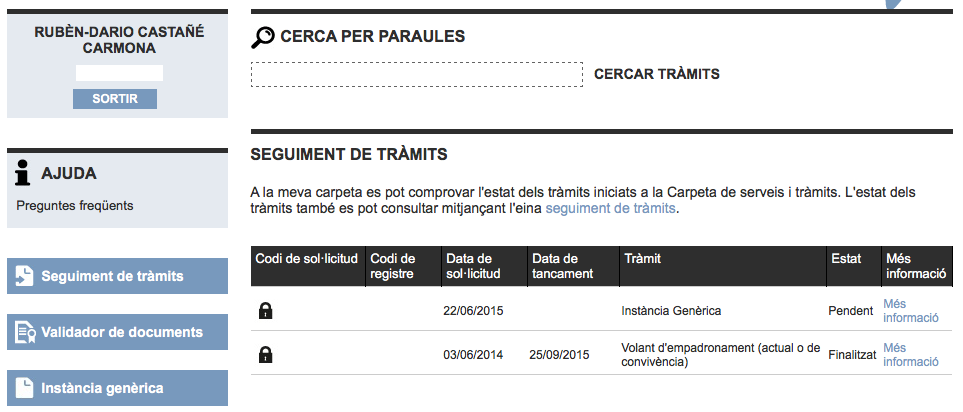 RUBÈN-DARIO CASTAÑÉ
CARMONA
SORTIR
AJUDA
Preguntes freqüents
Seguiment de tràmits
Validador de documents
Instància genèrica
CERCA PER PARAULES
CERCAR TRÀMITS
SEGUIMENT DE TRÀMITS
A la meva carpeta es pot comprovar l'estat dels tràmits iniciats a la Carpeta de serveis i tràmits. L'estat dels
tràmits també es pot consultar mitjançant l'eina seguiment de tràmits.
Codi de sol·licitud Codi de registre Data de sol·licitud Data de tancament Tràmit Estat Més informació
22/06/2015 Instància Genèrica Pendent Més informació
03/06/2014 25/09/2015 Volant d'empadronament (actual o de convivència) Finalitzat Més informació